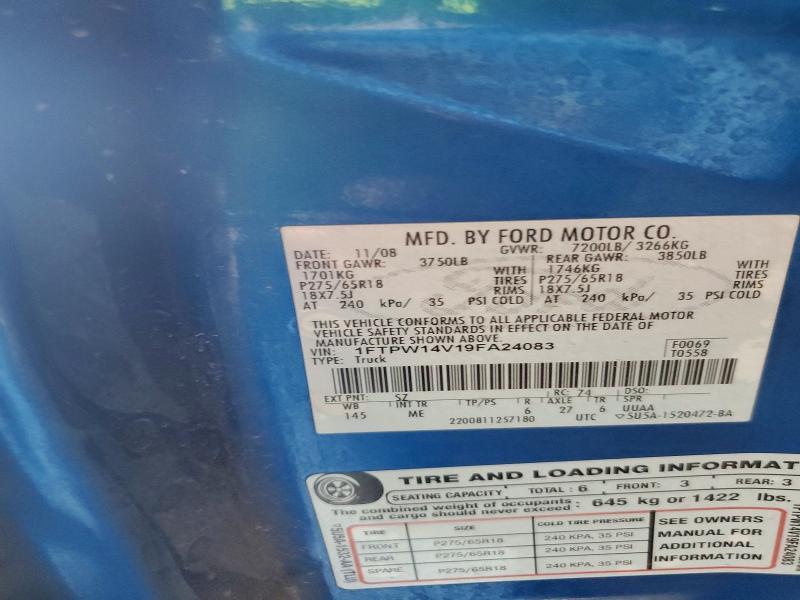 MFD. BY FORD MOTOR CO.
DATE: 11/08 GVWR: 7200LB/ 3266KG
FRONT GAWR: 3750LB REAR GAWR: 3850LB
1701KG WITH 1746KG WITH
P275/65R18 TIRES P275/65R18 TIRES
18X7.5J RIMS 18X7.5J RIMS
AT 240 kPa/ 35 PSI COLD AT 240 kPa/ 35 PSI COLD
THIS VEHICLE CONFORMS TO ALL APPLICABLE FEDERAL MOTOR
VEHICLE SAFETY STANDARDS IN EFFECT ON THE DATE OF
MANUFACTURE SHOWN ABOVE.
VIN: 1FTPW14V19FA24083 F0069
TYPE: Truck T0558
EXT PNT: SZ RC: 74 DSO:
WB INT TR TP/PS R AXLE TR SPR
145 ME 6 27 6 UUAA
2200811257180 UTC ▽5U5A-1520472-BA
TIRE AND LOADING INFORMAT
SEATING CAPACITY TOTAL: 6 FRONT: 3 REAR: 3
The combined weight of occupants and cargo should never exceed: 645 kg or 1422 lbs.
TIRE SIZE COLD TIRE PRESSURE
FRONT P275/65R18 240 KPA, 35 PSI
REAR P275/65R18 240 KPA, 35 PSI
SPARE P275/65R18 240 KPA, 35 PSI
SEE OWNERS
MANUAL FOR
ADDITIONAL
INFORMATION
1FTPW14V19FA24083